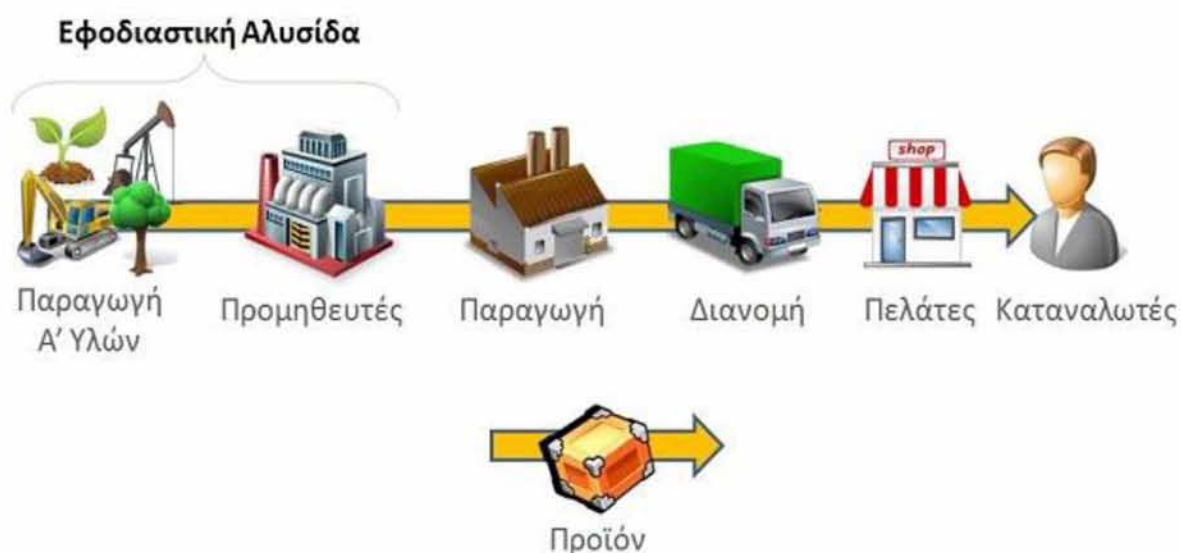 Εφοδιαστική Αλυσίδα
shop
Παραγωγή
Α' Υλών
Προμηθευτές
Παραγωγή
Διανομή
Πελάτες
Καταναλωτές
Προϊόν